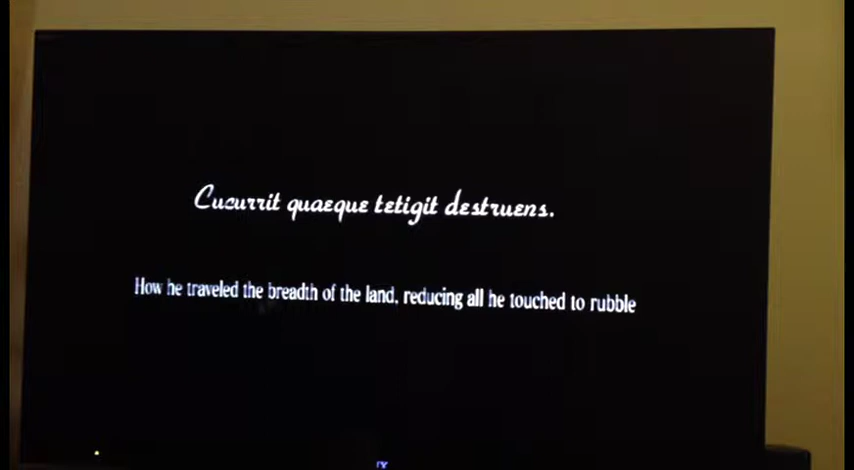 Cucurrit quaeque tetigit destruens.
How he traveled the breadth of the land, reducing all he touched to rubble